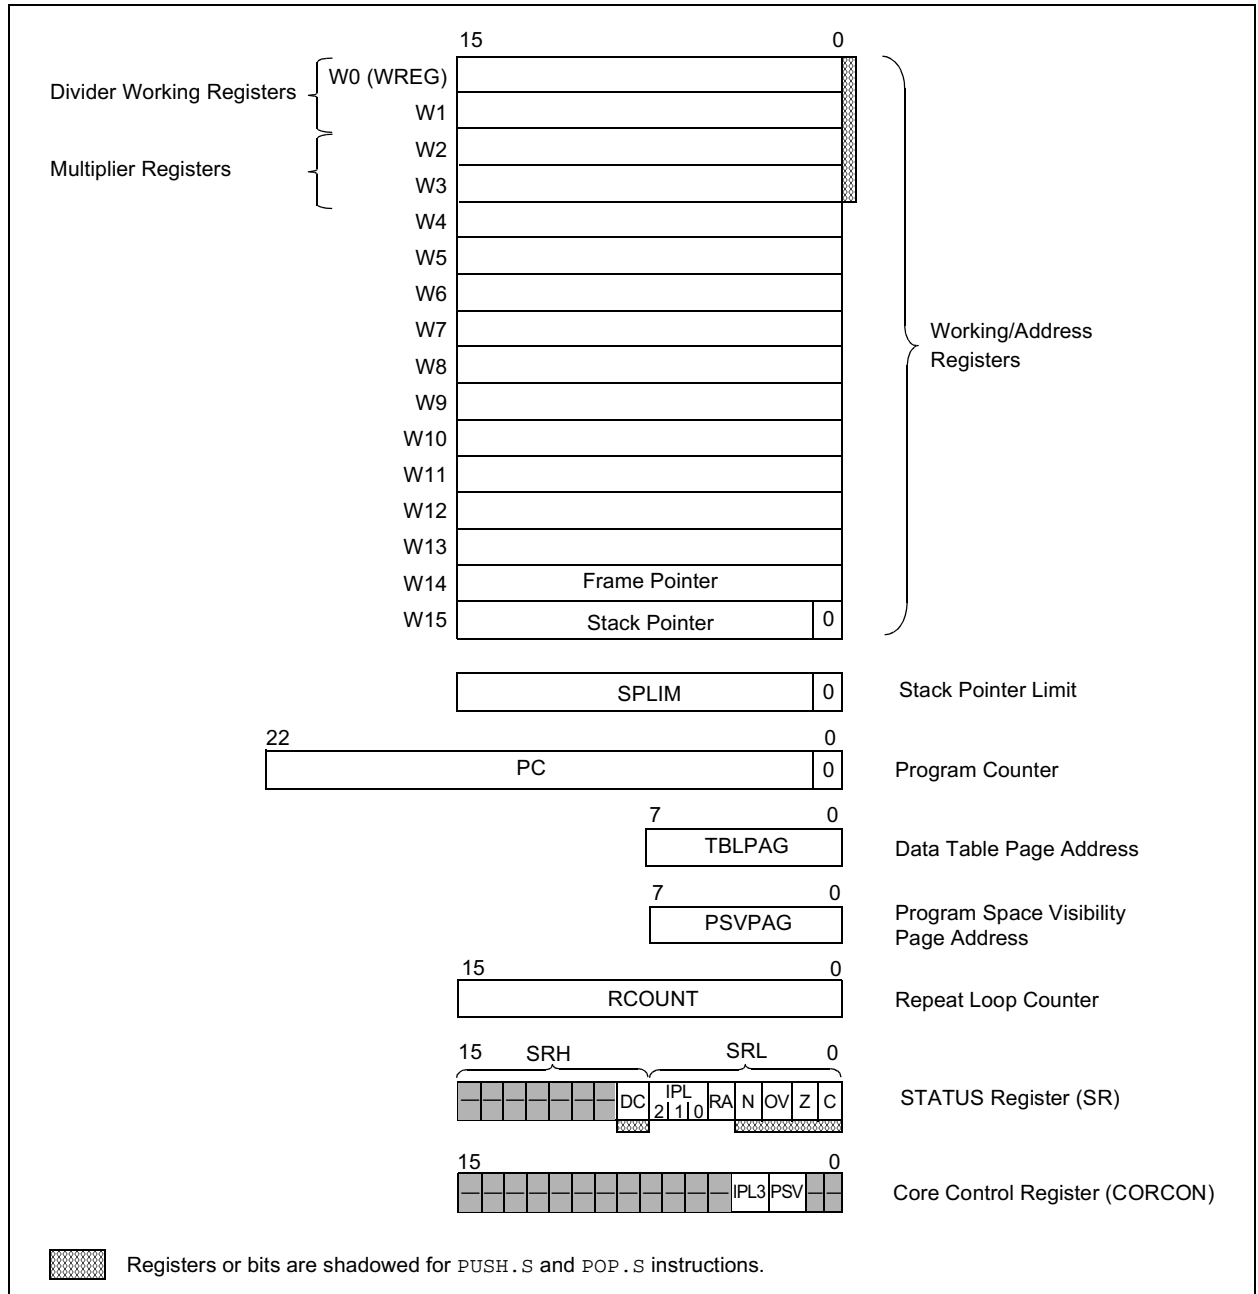 15 0
Divider Working Registers
W0 (WREG)
W1
Multiplier Registers
W2
W3
W4
W5
W6
W7
W8
W9
W10
W11
W12
W13
W14 Frame Pointer
W15 Stack Pointer 0
Working/Address
Registers
SPLIM 0 Stack Pointer Limit
22 0
PC 0 Program Counter
7 0
TBLPAG Data Table Page Address
7 0
PSVPAG Program Space Visibility
Page Address
15 0
RCOUNT Repeat Loop Counter
15 SRH SRL 0
— — — — — — — DC IPL 2 1 0 RA N OV Z C STATUS Register (SR)
15 0
— — — — — — — — — — — — IPL3 PSV — — Core Control Register (CORCON)
Registers or bits are shadowed for PUSH.S and POP.S instructions.